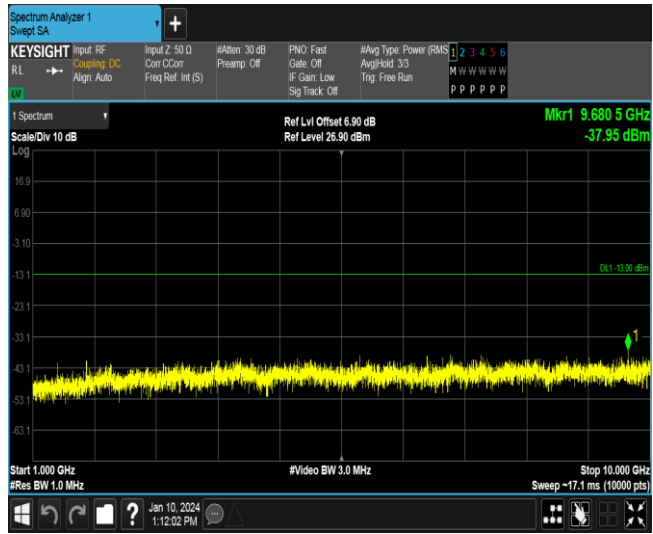 Spectrum Analyzer 1
Swept SA
+
KEYSIGHT
RL
LXI
Input: RF
Coupling: DC
Align: Auto
Input Z: 50 Ω
Corr CCorr
Freq Ref: Int (S)
#Atten: 30 dB
Preamp: Off
PNO: Fast
Gate: Off
IF Gain: Low
Sig Track: Off
#Avg Type: Power (RMS
Avg|Hold: 3/3
Trig: Free Run
1 2 3 4 5 6
M W W W W W
P P P P P P
1 Spectrum
Scale/Div 10 dB
Log
Ref Lvl Offset 6.90 dB
Ref Level 26.90 dBm
Mkr1 9.680 5 GHz
-37.95 dBm
16.9
6.90
-3.10
-13.1
-23.1
-33.1
-43.1
-53.1
-63.1
DL1 -13.00 dBm
1
Start 1.000 GHz
#Res BW 1.0 MHz
#Video BW 3.0 MHz
Stop 10.000 GHz
Sweep ~17.1 ms (10000 pts)
?
Jan 10, 2024
1:12:02 PM